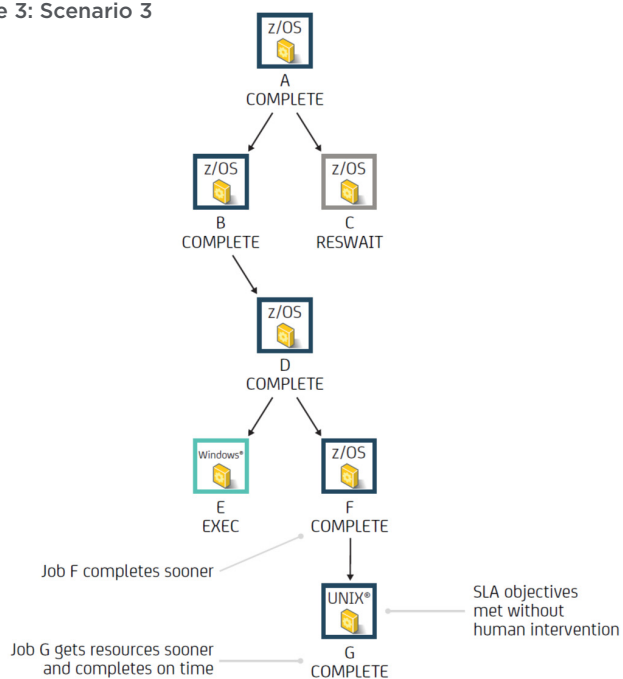 e 3: Scenario 3
z/OS
A
COMPLETE
z/OS
B
COMPLETE
z/OS
C
RESWAIT
z/OS
D
COMPLETE
Windows®
E
EXEC
z/OS
F
COMPLETE
Job F completes sooner
UNIX®
G
COMPLETE
SLA objectives
met without
human intervention
Job G gets resources sooner
and completes on time